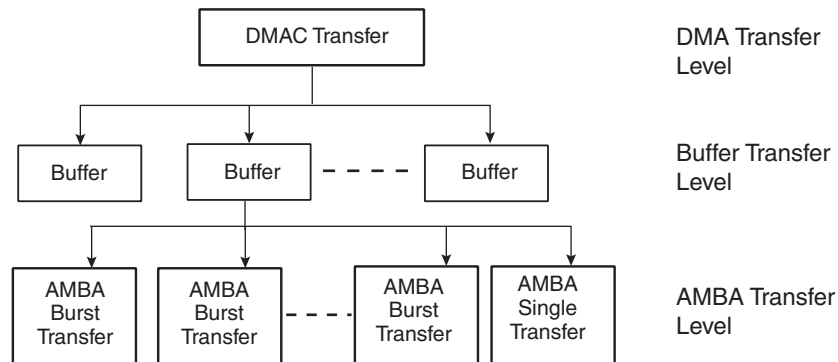 DMAC Transfer
DMA Transfer
Level
Buffer
Buffer
Buffer
Buffer Transfer
Level
AMBA
Burst
Transfer
AMBA
Burst
Transfer
AMBA
Burst
Transfer
AMBA
Single
Transfer
AMBA Transfer
Level